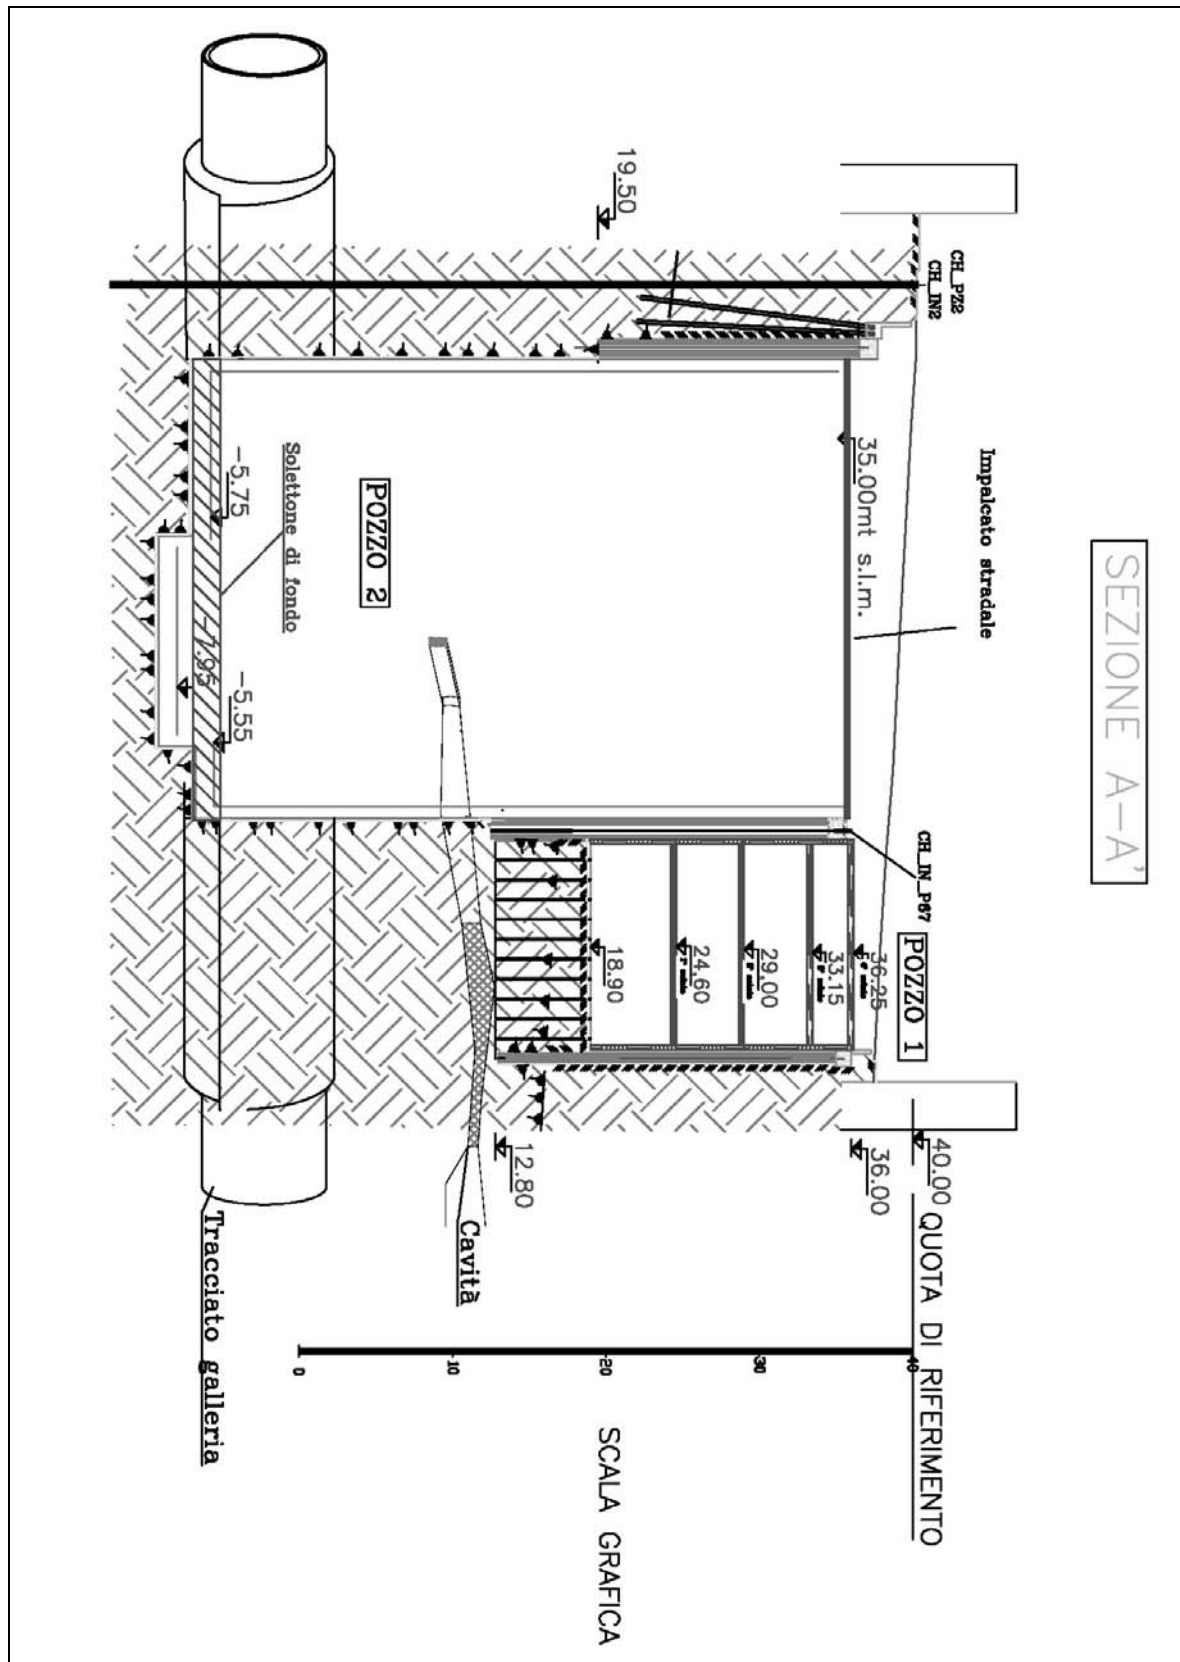 SEZIONE A-A'
Impalcato stradale
CH_PZ2
CH_IN2
CH_IN_P67
POZZO 1
40.00
QUOTA DI RIFERIMENTO
36.25
36.00
35.00mt s.l.m.
33.15
29.00
24.60
19.50
18.90
12.80
POZZO 2
Cavità
Solettone di fondo
-5.75
-5.55
-7.95
Tracciato galleria
0
10
20
30
40
SCALA GRAFICA